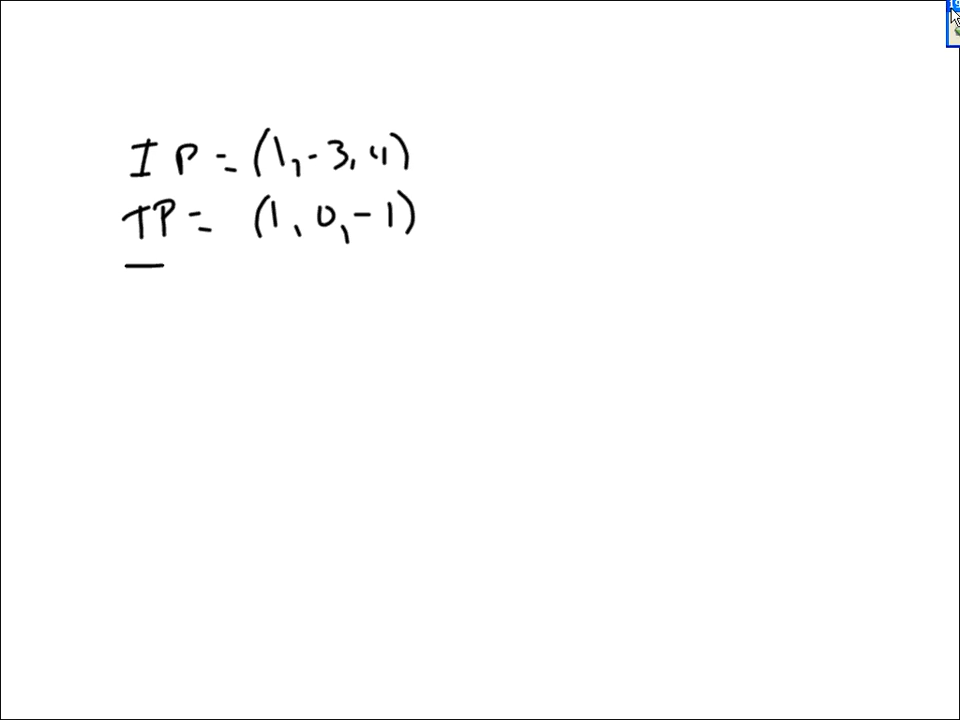 IP = (1, -3, 4)
TP = (1, 0, -1)